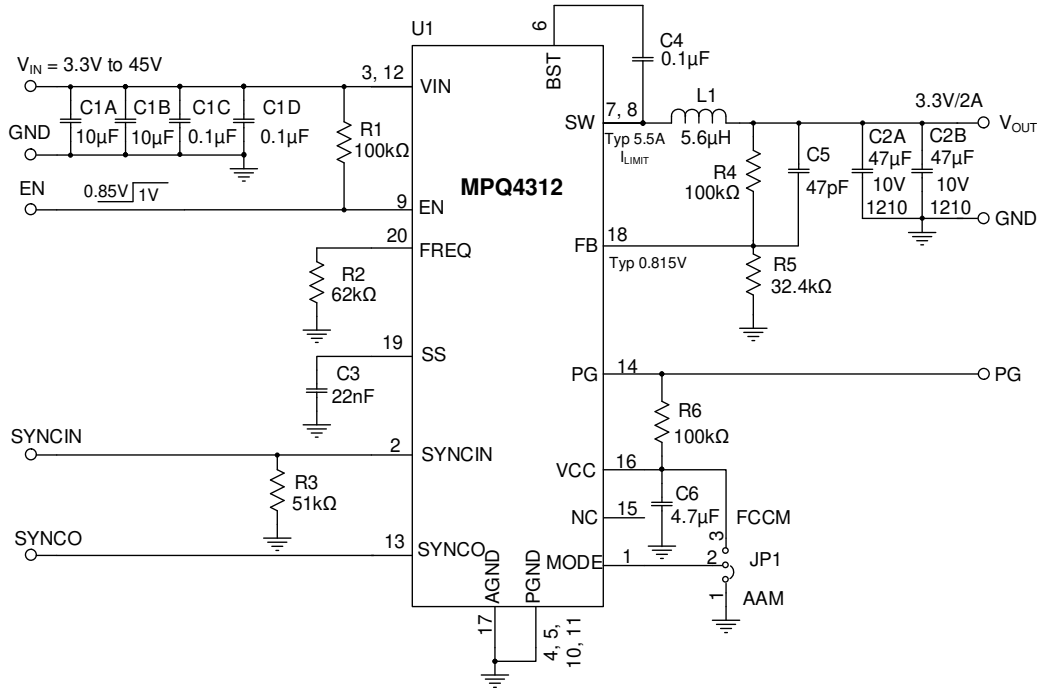 U1
MPQ4312
V_IN = 3.3V to 45V
GND
C1A
10µF
C1B
10µF
C1C
0.1µF
C1D
0.1µF
R1
100kΩ
3, 12
VIN
EN
0.85V
1V
9
EN
20
FREQ
R2
62kΩ
19
SS
C3
22nF
SYNCIN
2
SYNCIN
R3
51kΩ
SYNCO
13
SYNCO
AGND
17
PGND
4, 5,
10, 11
6
BST
C4
0.1µF
SW
7, 8
Typ 5.5A
I_LIMIT
L1
5.6µH
3.3V/2A
V_OUT
R4
100kΩ
C5
47pF
C2A
47µF
10V
1210
C2B
47µF
10V
1210
GND
FB
18
Typ 0.815V
R5
32.4kΩ
PG
14
PG
R6
100kΩ
VCC
16
C6
4.7µF
NC
15
MODE
1
FCCM
3
2
JP1
1
AAM